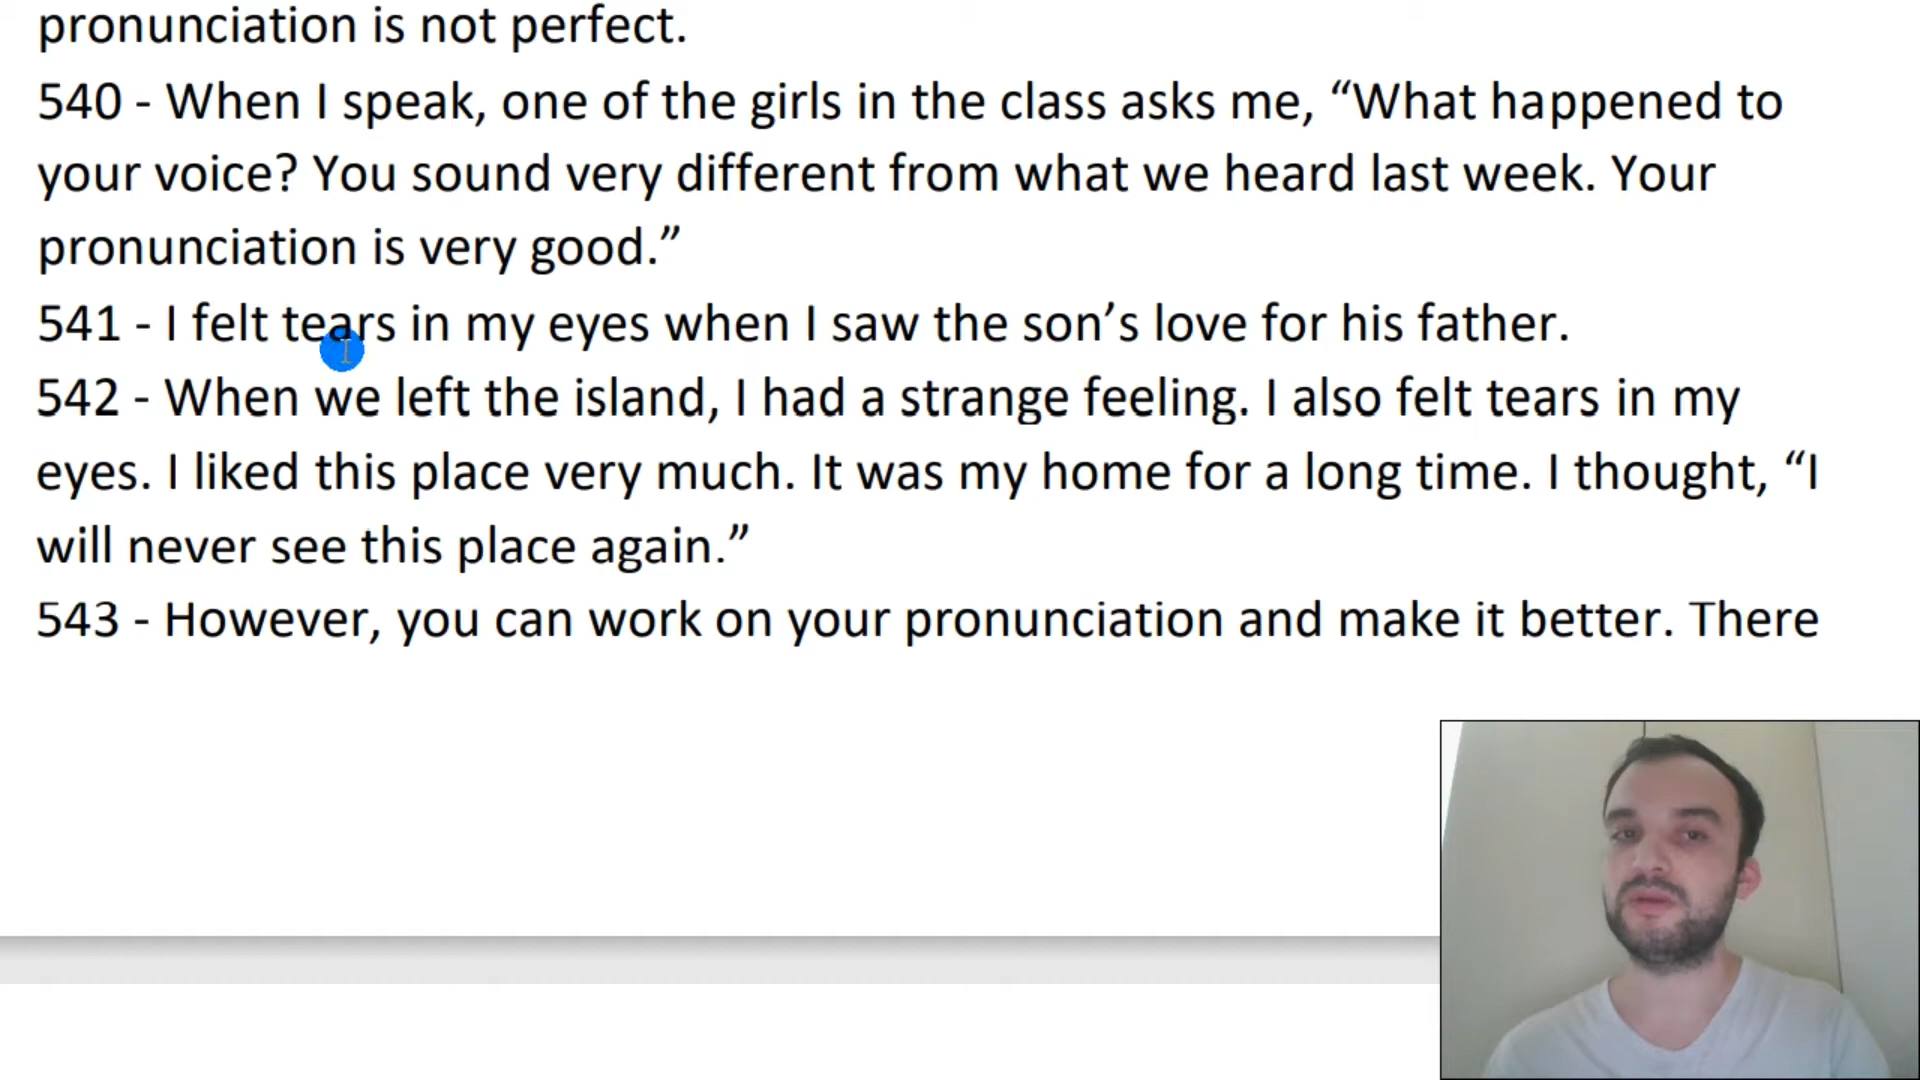 pronunciation is not perfect.
540 - When I speak, one of the girls in the class asks me, “What happened to
your voice? You sound very different from what we heard last week. Your
pronunciation is very good.”
541 - I felt tears in my eyes when I saw the son’s love for his father.
542 - When we left the island, I had a strange feeling. I also felt tears in my
eyes. I liked this place very much. It was my home for a long time. I thought, “I
will never see this place again.”
543 - However, you can work on your pronunciation and make it better. There